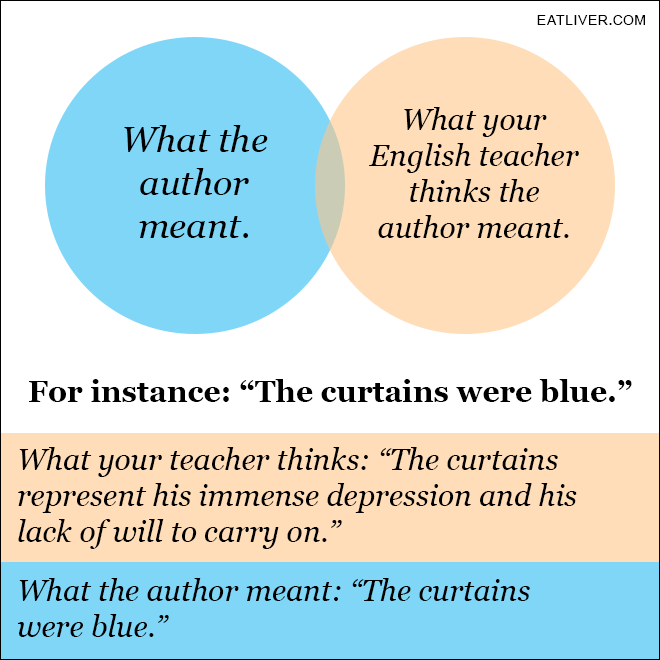 EATLIVER.COM
What the
author
meant.
What your
English teacher
thinks the
author meant.
For instance: “The curtains were blue.”
What your teacher thinks: “The curtains
represent his immense depression and his
lack of will to carry on.”
What the author meant: “The curtains
were blue.”